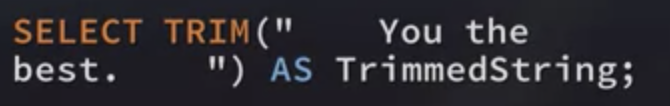 SELECT TRIM("    You the
best.    ") AS TrimmedString;